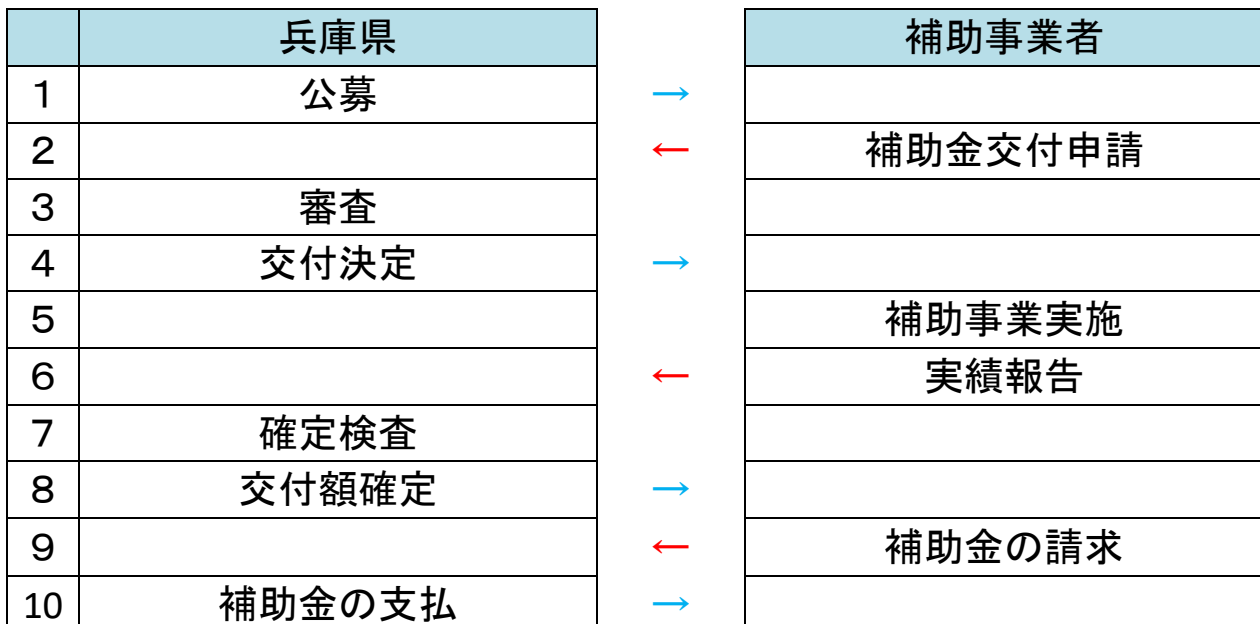 兵庫県 補助事業者
1 公募 →
2 ← 補助金交付申請
3 審査
4 交付決定 →
5 補助事業実施
6 ← 実績報告
7 確定検査
8 交付額確定 →
9 ← 補助金の請求
10 補助金の支払 →